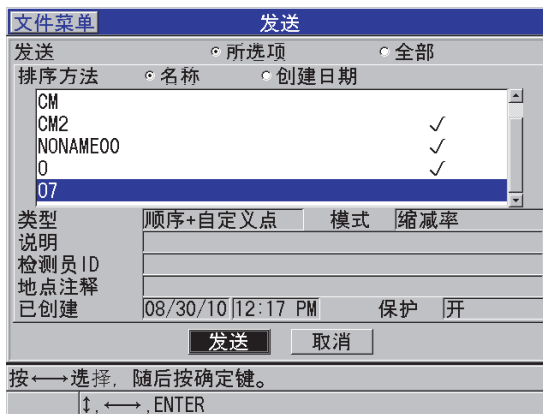 文件菜单 发送
发送 所选项 全部
排序方法 名称 创建日期
CM
CM2 ✓
NONAME00 ✓
0 ✓
07
类型 顺序+自定义点 模式 缩减率
说明
检测员ID
地点注释
已创建 08/30/10 12:17 PM 保护 开
发送 取消
按←→选择, 随后按确定键。
↕, ←→, ENTER